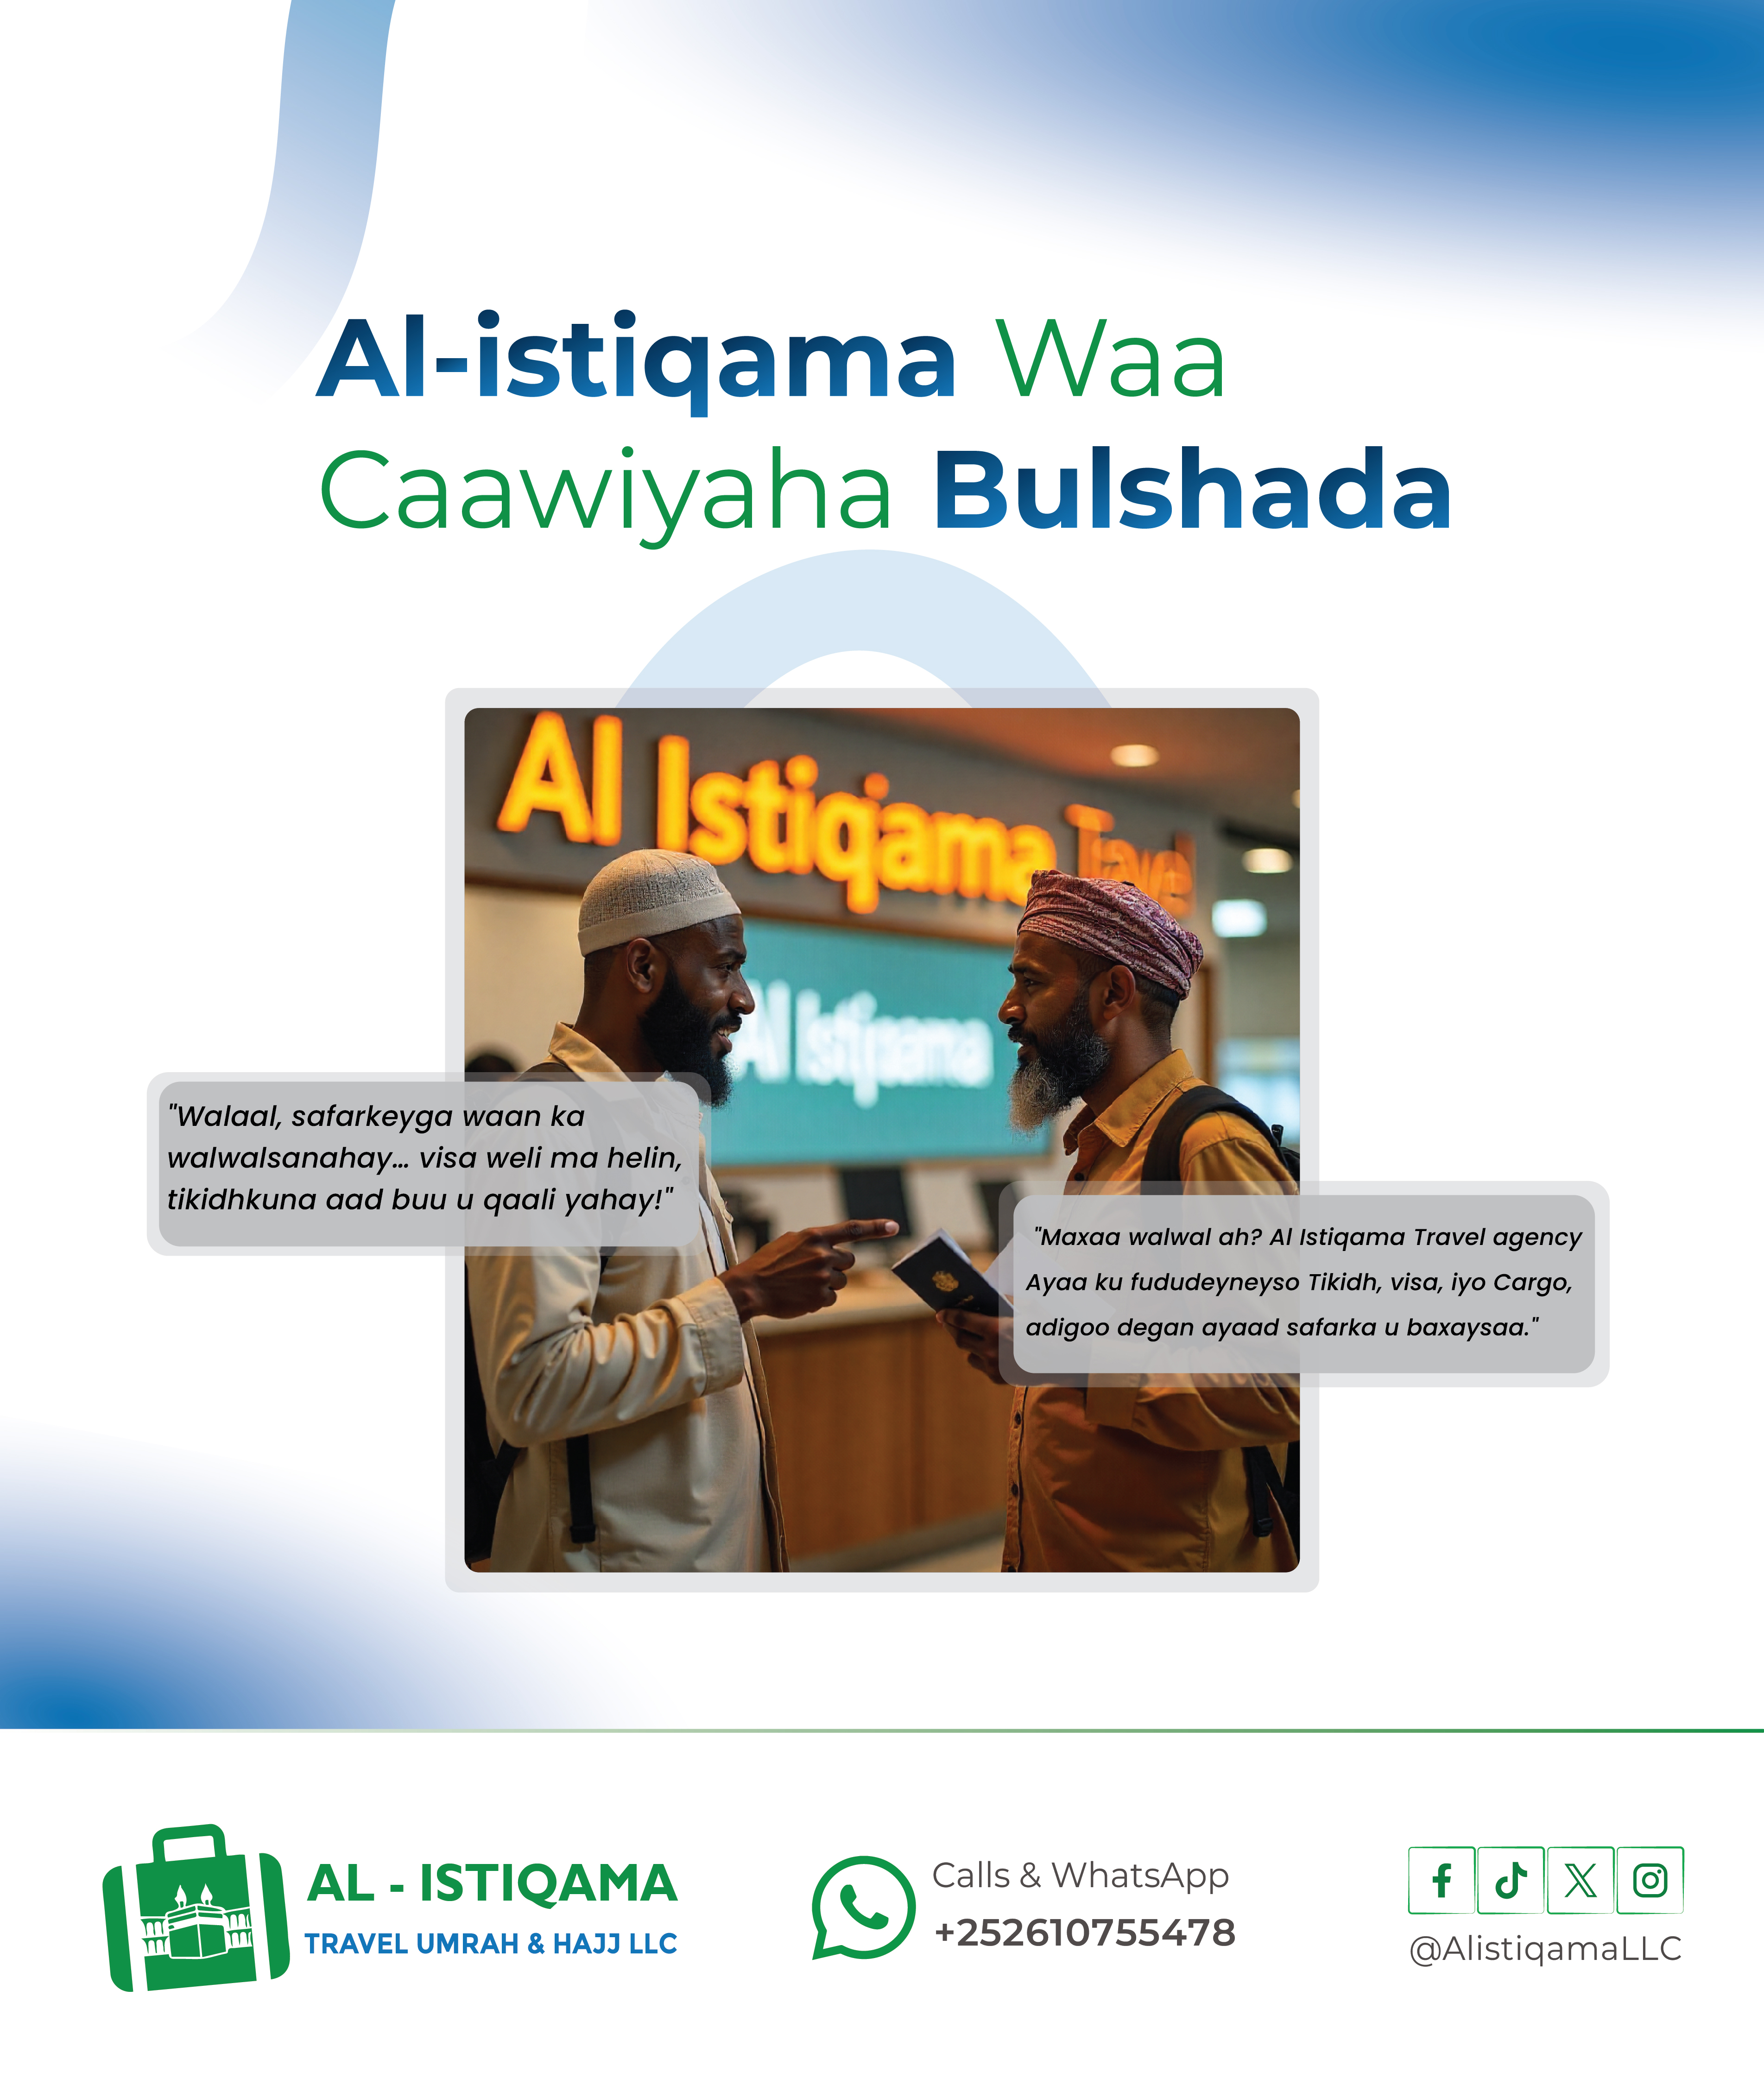 Al-istiqama Waa
Caawiyaha Bulshada
Al Istiqama Travel
Al Istiqama
"Walaal, safarkeyga waan ka
walwalsanahay... visa weli ma helin,
tikidhkuna aad buu u qaali yahay!"
"Maxaa walwal ah? Al Istiqama Travel agency
Ayaa ku fududeyneyso Tikidh, visa, iyo Cargo,
adigoo degan ayaad safarka u baxaysaa."
AL - ISTIQAMA
TRAVEL UMRAH & HAJJ LLC
Calls & WhatsApp
+252610755478
@AlistiqamaLLC